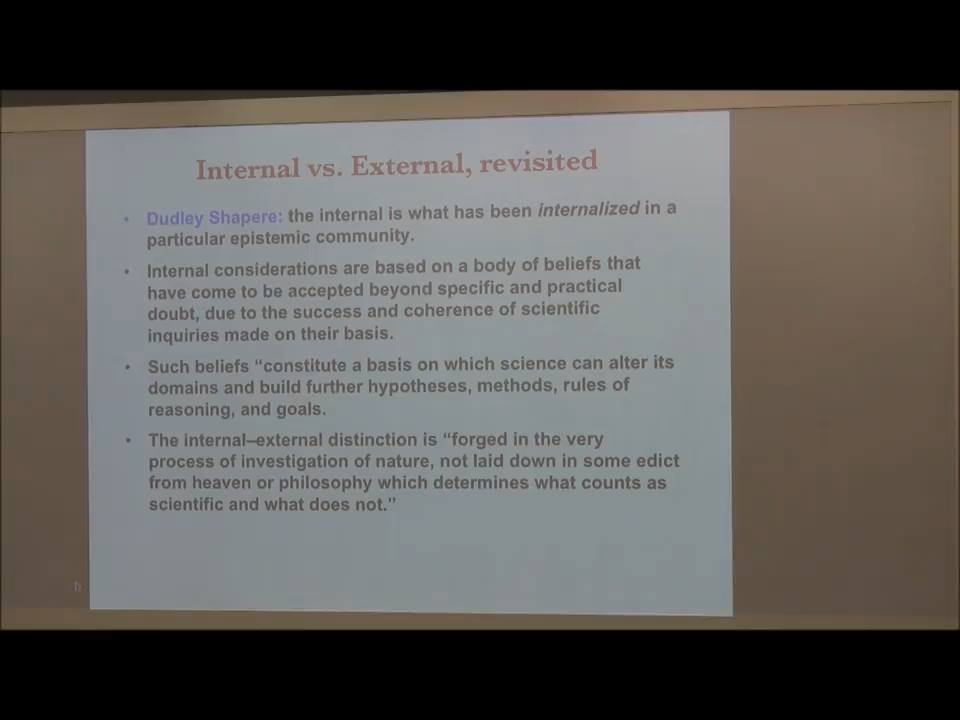 Internal vs. External, revisited
• Dudley Shapere: the internal is what has been internalized in a
particular epistemic community.
• Internal considerations are based on a body of beliefs that
have come to be accepted beyond specific and practical
doubt, due to the success and coherence of scientific
inquiries made on their basis.
• Such beliefs “constitute a basis on which science can alter its
domains and build further hypotheses, methods, rules of
reasoning, and goals.
• The internal–external distinction is “forged in the very
process of investigation of nature, not laid down in some edict
from heaven or philosophy which determines what counts as
scientific and what does not.”